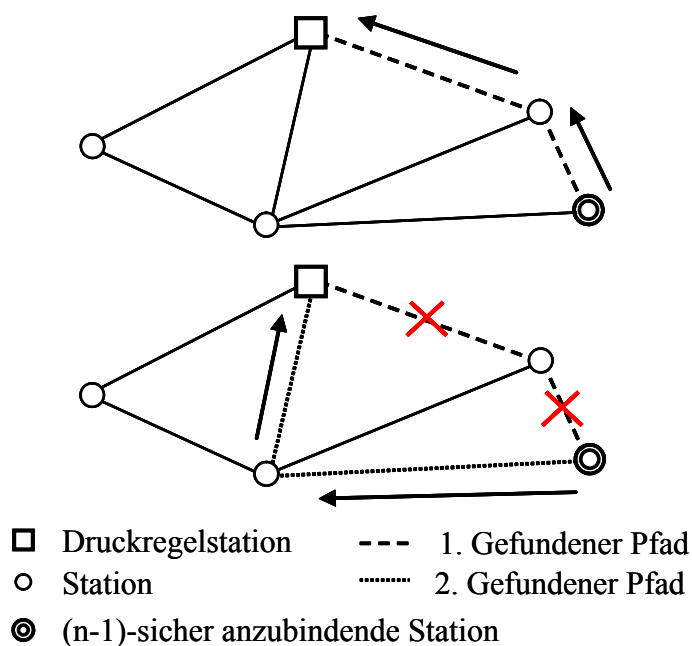 Druckregelstation
1. Gefundener Pfad
Station
2. Gefundener Pfad
(n-1)-sicher anzubindende Station